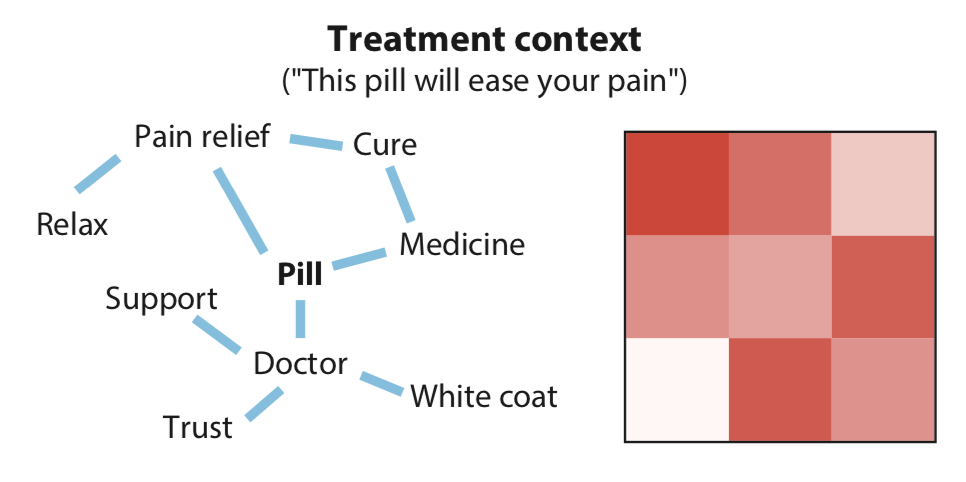 Treatment context
("This pill will ease your pain")
Pain relief
Cure
Relax
Medicine
Pill
Support
Doctor
White coat
Trust